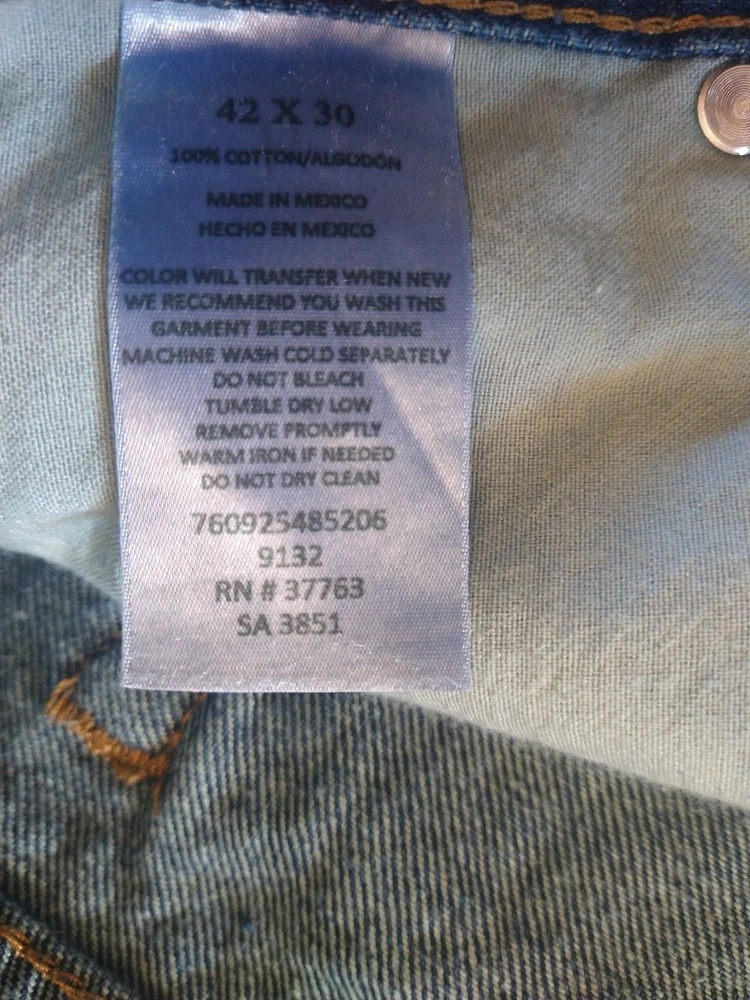 42 X 30
100% COTTON/ALGODÓN
MADE IN MEXICO
HECHO EN MEXICO
COLOR WILL TRANSFER WHEN NEW
WE RECOMMEND YOU WASH THIS
GARMENT BEFORE WEARING
MACHINE WASH COLD SEPARATELY
DO NOT BLEACH
TUMBLE DRY LOW
REMOVE PROMPTLY
WARM IRON IF NEEDED
DO NOT DRY CLEAN
760925485206
9132
RN # 37763
SA 3851